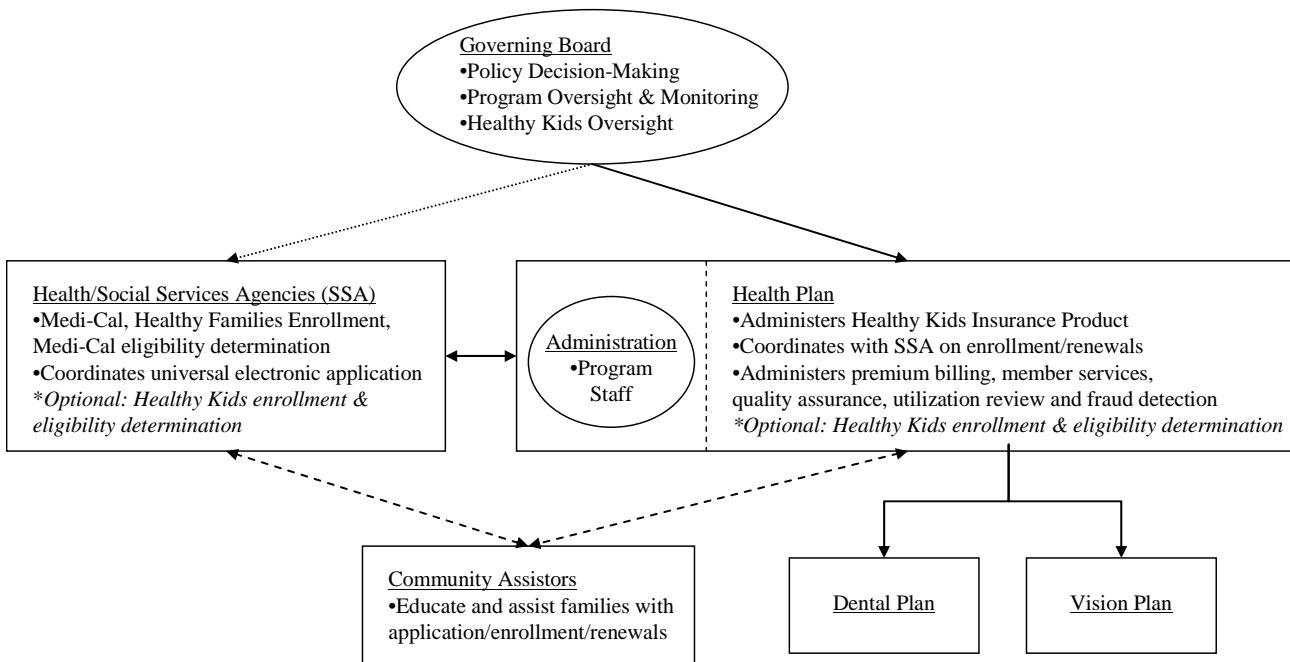 Governing Board
•Policy Decision-Making
•Program Oversight & Monitoring
•Healthy Kids Oversight
Health/Social Services Agencies (SSA)
•Medi-Cal, Healthy Families Enrollment,
Medi-Cal eligibility determination
•Coordinates universal electronic application
*Optional: Healthy Kids enrollment &
eligibility determination
Administration
•Program
Staff
Health Plan
•Administers Healthy Kids Insurance Product
•Coordinates with SSA on enrollment/renewals
•Administers premium billing, member services,
quality assurance, utilization review and fraud detection
*Optional: Healthy Kids enrollment & eligibility determination
Community Assistors
•Educate and assist families with
application/enrollment/renewals
Dental Plan
Vision Plan